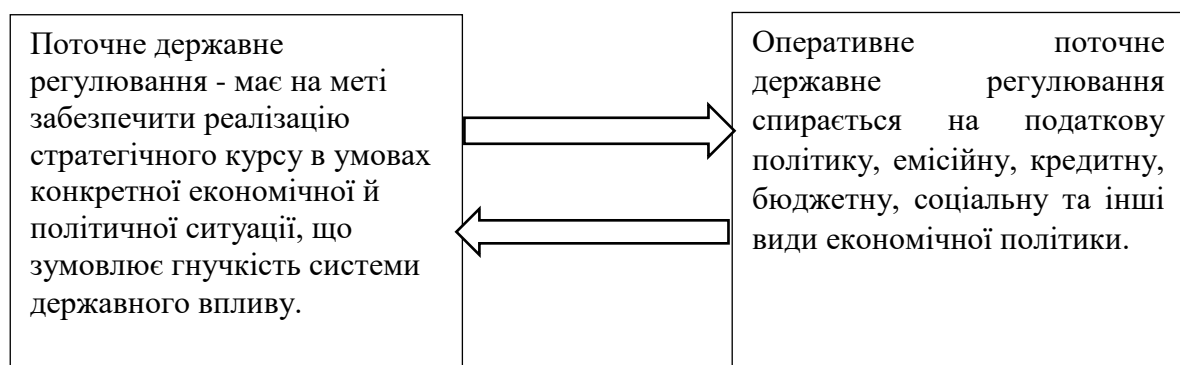 Поточне державне
регулювання - має на меті
забезпечити реалізацію
стратегічного курсу в умовах
конкретної економічної й
політичної ситуації, що
зумовлює гнучкість системи
державного впливу.
Оперативне поточне
державне регулювання
спирається на податкову
політику, емісійну, кредитну,
бюджетну, соціальну та інші
види економічної політики.